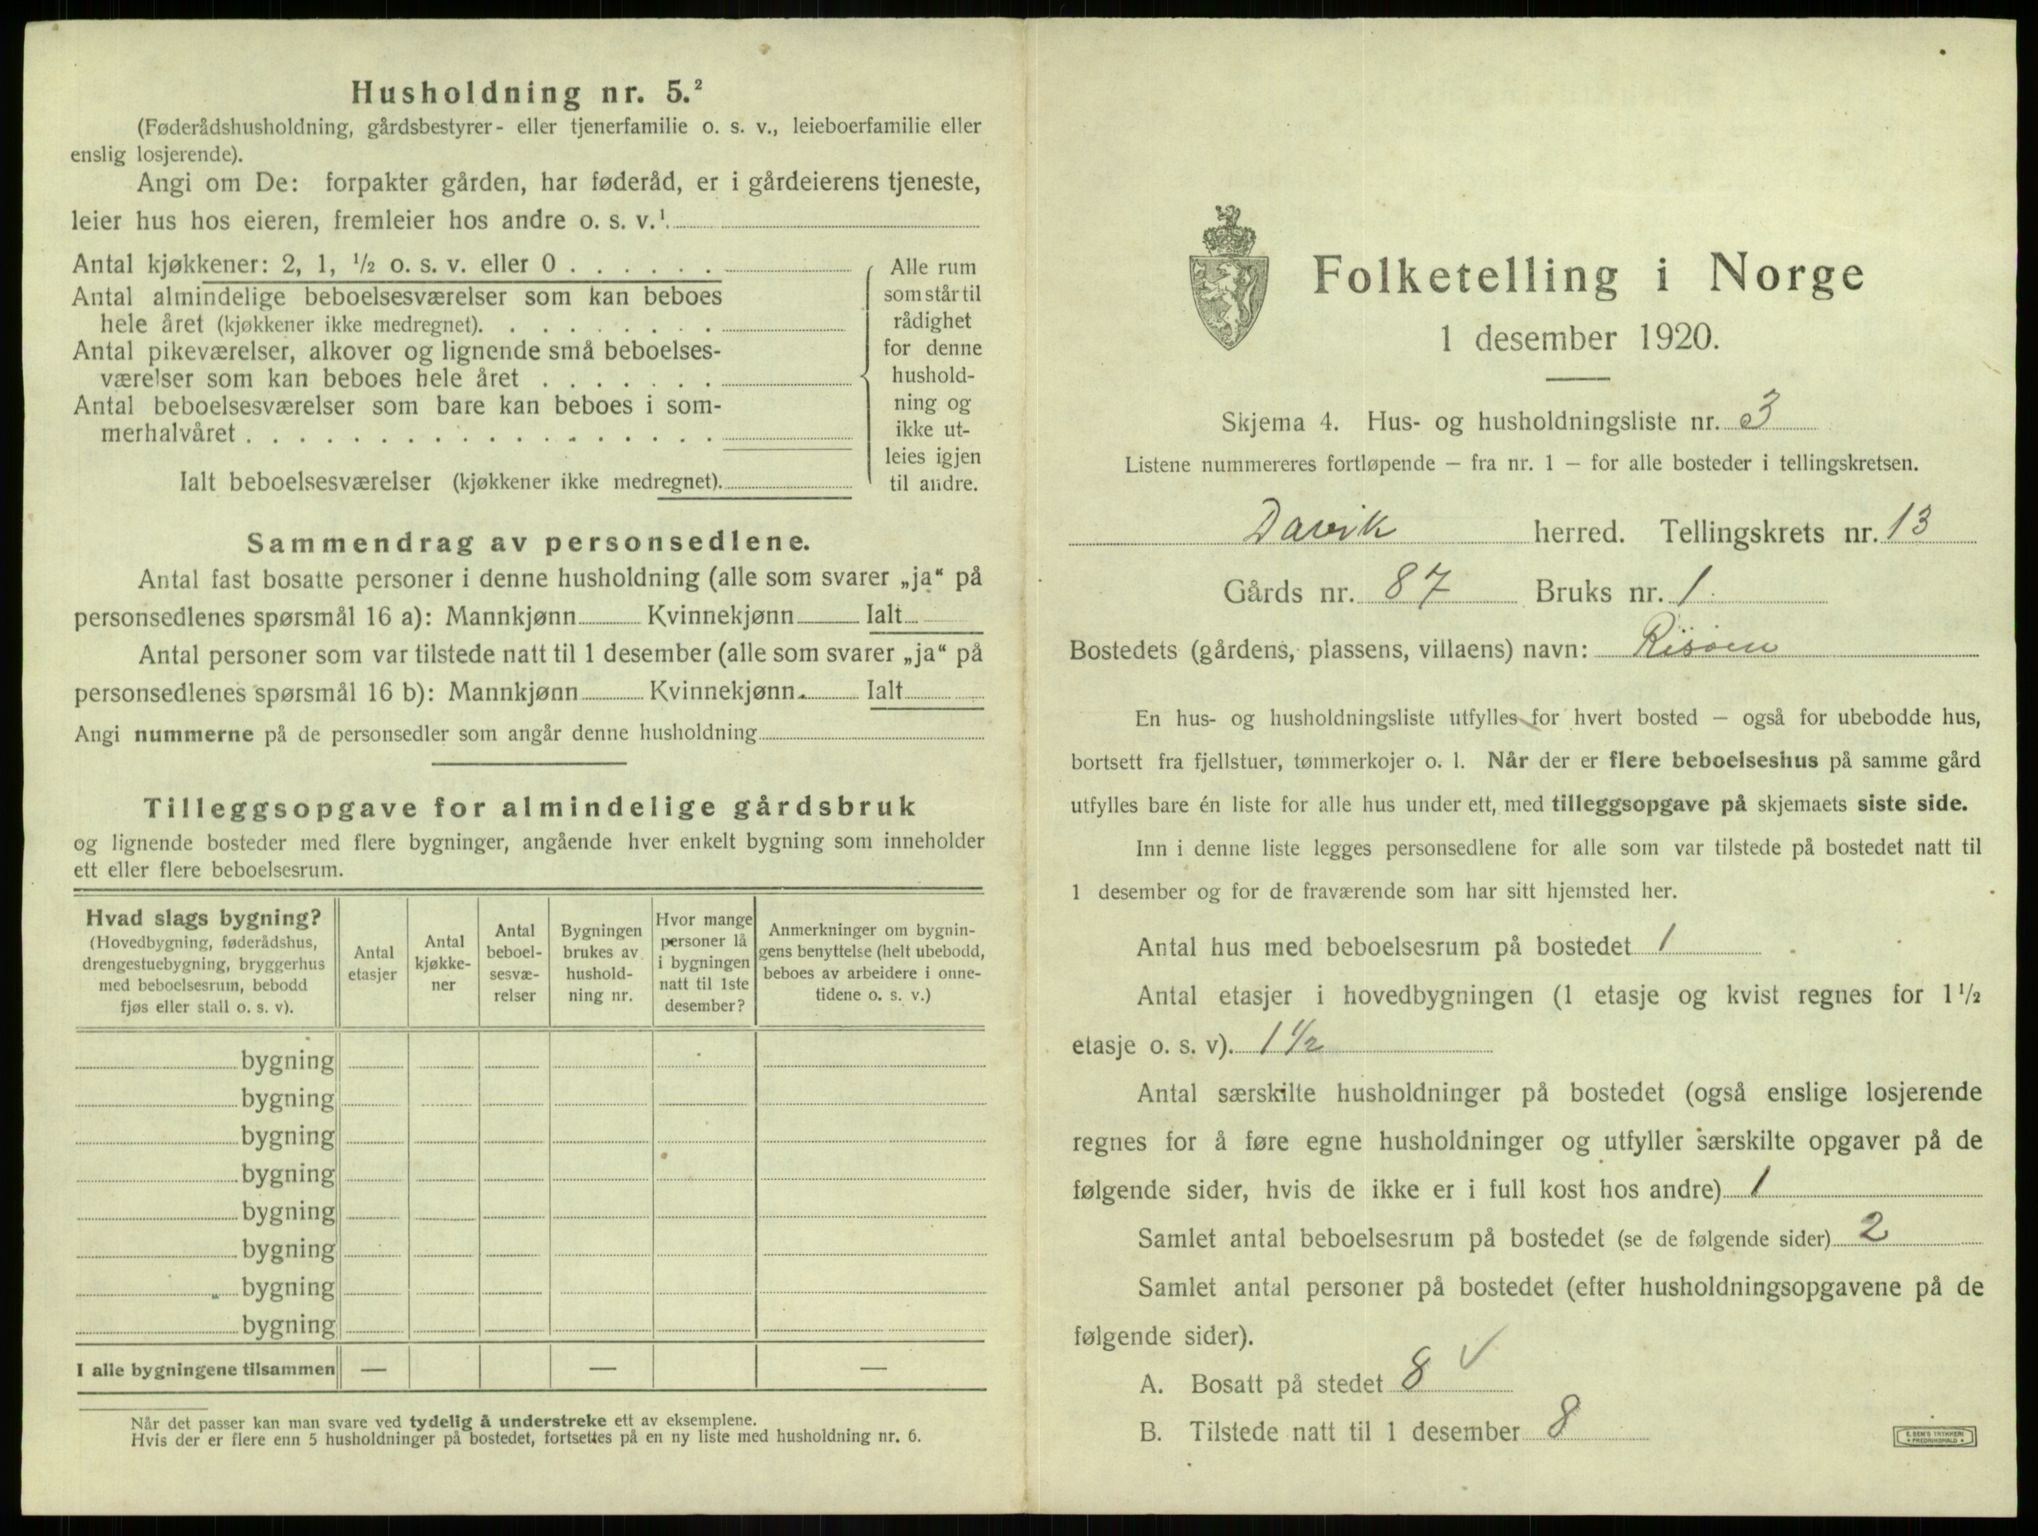 Husholdning nr. 5.²
(Føderådshusholdning, gårdsbestyrer- eller tjenerfamilie o. s. v., leieboerfamilie eller
enslig losjerende).
Angi om De: forpakter gården, har føderåd, er i gårdeierens tjeneste,
leier hus hos eieren, fremleier hos andre o. s. v.¹
Antal kjøkkener: 2, 1, ½ o. s. v. eller 0 . . . . . .
Antal almindelige beboelsesværelser som kan beboes
hele året (kjøkkener ikke medregnet). . . . . . . . .
Antal pikeværelser, alkover og lignende små beboelses-
værelser som kan beboes hele året . . . . . . .
Antal beboelsesværelser som bare kan beboes i som-
merhalvåret . . . . . . . . . . . . . . . . . .
Ialt beboelsesværelser (kjøkkener ikke medregnet).
Alle rum
som står til
rådighet
for denne
hushold-
ning og
ikke ut-
leies igjen
til andre.
Sammendrag av personsedlene.
Antal fast bosatte personer i denne husholdning (alle som svarer „ja“ på
personsedlenes spørsmål 16 a): Mannkjønn Kvinnekjønn Ialt
Antal personer som var tilstede natt til 1 desember (alle som svarer „ja“ på
personsedlenes spørsmål 16 b): Mannkjønn Kvinnekjønn Ialt
Angi nummerne på de personsedler som angår denne husholdning
Tilleggsopgave for almindelige gårdsbruk
og lignende bosteder med flere bygninger, angående hver enkelt bygning som inneholder
ett eller flere beboelsesrum.
Hvad slags bygning?
(Hovedbygning, føderådshus,
drengestuebygning, bryggerhus
med beboelsesrum, bebodd
fjøs eller stall o. s. v).
Antal
etasjer
Antal
kjøkke-
ner
Antal
beboel-
sesvæ-
relser
Bygningen
brukes av
hushold-
ning nr.
Hvor mange
personer lå
i bygningen
natt til 1ste
desember?
Anmerkninger om bygnin-
gens benyttelse (helt ubebodd,
beboes av arbeidere i onne-
tidene o. s. v.)
bygning
bygning
bygning
bygning
bygning
bygning
bygning
bygning
I alle bygningene tilsammen — — —
Når det passer kan man svare ved tydelig å understreke ett av eksemplene.
Hvis der er flere enn 5 husholdninger på bostedet, fortsettes på en ny liste med husholdning nr. 6.
Folketelling i Norge
1 desember 1920.
Skjema 4. Hus- og husholdningsliste nr. 3
Listene nummereres fortløpende — fra nr. 1 — for alle bosteder i tellingskretsen.
Davik herred. Tellingskrets nr. 13
Gårds nr. 87 Bruks nr. 1.
Bostedets (gårdens, plassens, villaens) navn: Risöen
En hus- og husholdningsliste utfylles for hvert bosted — også for ubebodde hus,
bortsett fra fjellstuer, tømmerkojer o. l. Når der er flere beboelseshus på samme gård
utfylles bare én liste for alle hus under ett, med tilleggsopgave på skjemaets siste side.
Inn i denne liste legges personsedlene for alle som var tilstede på bostedet natt til
1 desember og for de fraværende som har sitt hjemsted her.
Antal hus med beboelsesrum på bostedet 1
Antal etasjer i hovedbygningen (1 etasje og kvist regnes for 1½
etasje o. s. v). 1½
Antal særskilte husholdninger på bostedet (også enslige losjerende
regnes for å føre egne husholdninger og utfyller særskilte opgaver på de
følgende sider, hvis de ikke er i full kost hos andre) 1
Samlet antal beboelsesrum på bostedet (se de følgende sider) 2
Samlet antal personer på bostedet (efter husholdningsopgavene på de
følgende sider).
A. Bosatt på stedet 8 √
B. Tilstede natt til 1 desember 8
E. SEM'S TRYKKERI
• FREDRIKSHALD •